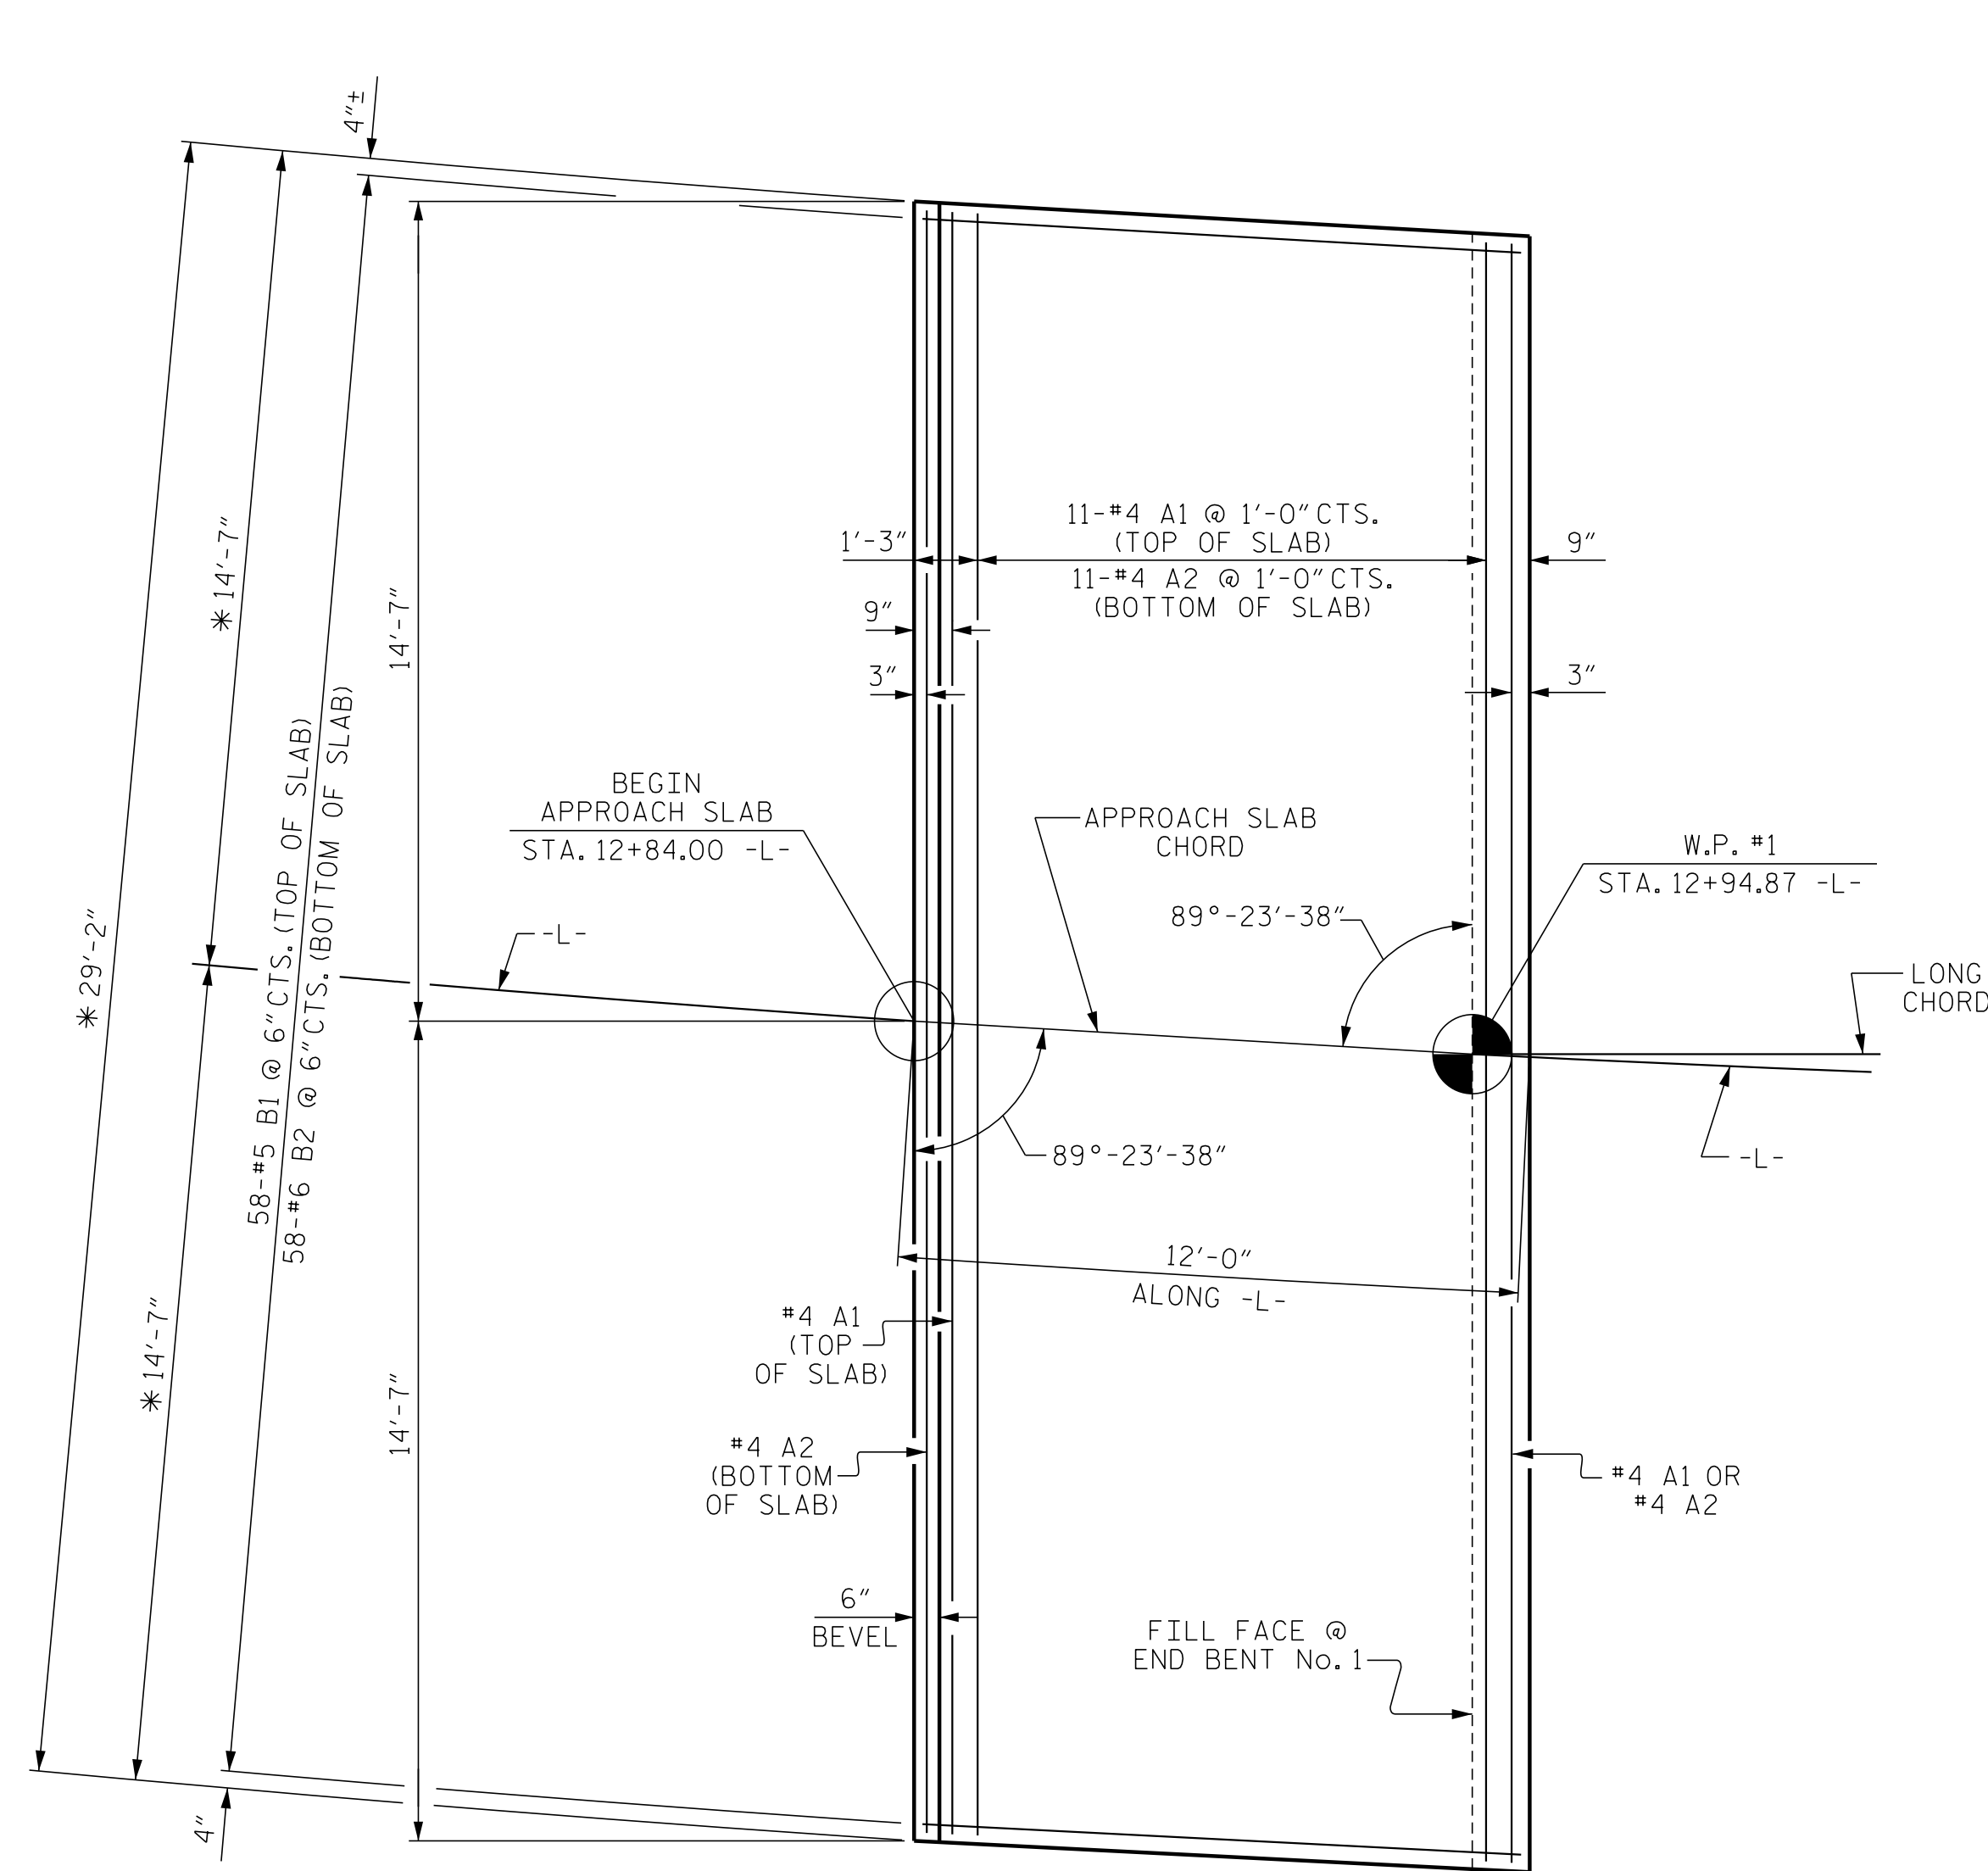 4"±
11-#4 A1 @ 1'-0"CTS.
(TOP OF SLAB)
1'-3"
9"
11-#4 A2 @ 1'-0"CTS.
(BOTTOM OF SLAB)
✳14'-7"
14'-7"
9"
3"
3"
BEGIN
APPROACH SLAB
STA.12+84.00 -L-
APPROACH SLAB
CHORD
W.P. #1
STA.12+94.87 -L-
✳29'-2"
58-#5 B1 @ 6"CTS.(TOP OF SLAB)
58-#6 B2 @ 6"CTS.(BOTTOM OF SLAB)
-L-
89°-23'-38"
LONG
CHORD
89°-23'-38"
-L-
12'-0"
ALONG -L-
✳14'-7"
14'-7"
#4 A1
(TOP
OF SLAB)
#4 A2
(BOTTOM
OF SLAB)
#4 A1 OR
#4 A2
6"
BEVEL
FILL FACE @
END BENT No.1
4"